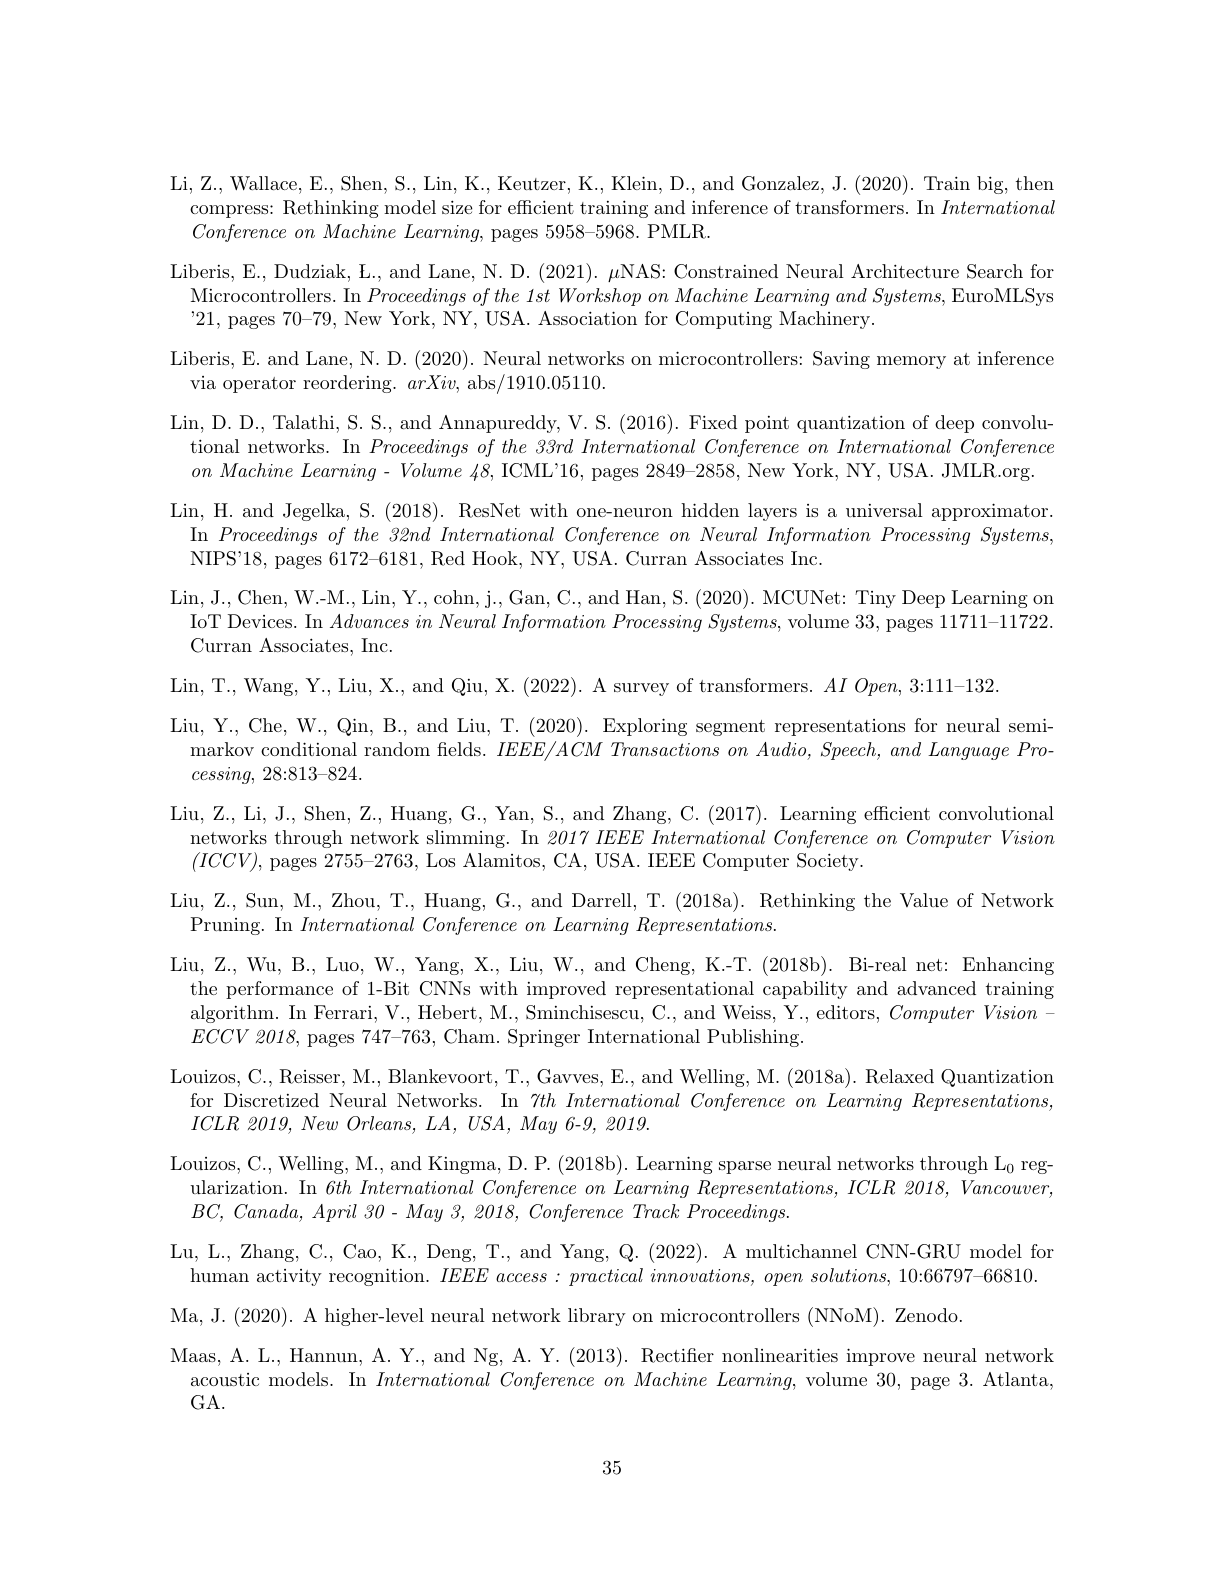 Li, Z., Wallace, E., Shen, S., Lin, K., Keutzer, K., Klein, D., and Gonzalez, J. (2020). Train big, then
compress: Rethinking model size for efficient training and inference of transformers. In International
Conference on Machine Learning, pages 5958–5968. PMLR.
Liberis, E., Dudziak, Ł., and Lane, N. D. (2021). μNAS: Constrained Neural Architecture Search for
Microcontrollers. In Proceedings of the 1st Workshop on Machine Learning and Systems, EuroMLSys
’21, pages 70–79, New York, NY, USA. Association for Computing Machinery.
Liberis, E. and Lane, N. D. (2020). Neural networks on microcontrollers: Saving memory at inference
via operator reordering. arXiv, abs/1910.05110.
Lin, D. D., Talathi, S. S., and Annapureddy, V. S. (2016). Fixed point quantization of deep convolu-
tional networks. In Proceedings of the 33rd International Conference on International Conference
on Machine Learning - Volume 48, ICML’16, pages 2849–2858, New York, NY, USA. JMLR.org.
Lin, H. and Jegelka, S. (2018). ResNet with one-neuron hidden layers is a universal approximator.
In Proceedings of the 32nd International Conference on Neural Information Processing Systems,
NIPS’18, pages 6172–6181, Red Hook, NY, USA. Curran Associates Inc.
Lin, J., Chen, W.-M., Lin, Y., cohn, j., Gan, C., and Han, S. (2020). MCUNet: Tiny Deep Learning on
IoT Devices. In Advances in Neural Information Processing Systems, volume 33, pages 11711–11722.
Curran Associates, Inc.
Lin, T., Wang, Y., Liu, X., and Qiu, X. (2022). A survey of transformers. AI Open, 3:111–132.
Liu, Y., Che, W., Qin, B., and Liu, T. (2020). Exploring segment representations for neural semi-
markov conditional random fields. IEEE/ACM Transactions on Audio, Speech, and Language Pro-
cessing, 28:813–824.
Liu, Z., Li, J., Shen, Z., Huang, G., Yan, S., and Zhang, C. (2017). Learning efficient convolutional
networks through network slimming. In 2017 IEEE International Conference on Computer Vision
(ICCV), pages 2755–2763, Los Alamitos, CA, USA. IEEE Computer Society.
Liu, Z., Sun, M., Zhou, T., Huang, G., and Darrell, T. (2018a). Rethinking the Value of Network
Pruning. In International Conference on Learning Representations.
Liu, Z., Wu, B., Luo, W., Yang, X., Liu, W., and Cheng, K.-T. (2018b). Bi-real net: Enhancing
the performance of 1-Bit CNNs with improved representational capability and advanced training
algorithm. In Ferrari, V., Hebert, M., Sminchisescu, C., and Weiss, Y., editors, Computer Vision –
ECCV 2018, pages 747–763, Cham. Springer International Publishing.
Louizos, C., Reisser, M., Blankevoort, T., Gavves, E., and Welling, M. (2018a). Relaxed Quantization
for Discretized Neural Networks. In 7th International Conference on Learning Representations,
ICLR 2019, New Orleans, LA, USA, May 6-9, 2019.
Louizos, C., Welling, M., and Kingma, D. P. (2018b). Learning sparse neural networks through L₀ reg-
ularization. In 6th International Conference on Learning Representations, ICLR 2018, Vancouver,
BC, Canada, April 30 - May 3, 2018, Conference Track Proceedings.
Lu, L., Zhang, C., Cao, K., Deng, T., and Yang, Q. (2022). A multichannel CNN-GRU model for
human activity recognition. IEEE access : practical innovations, open solutions, 10:66797–66810.
Ma, J. (2020). A higher-level neural network library on microcontrollers (NNoM). Zenodo.
Maas, A. L., Hannun, A. Y., and Ng, A. Y. (2013). Rectifier nonlinearities improve neural network
acoustic models. In International Conference on Machine Learning, volume 30, page 3. Atlanta,
GA.
35